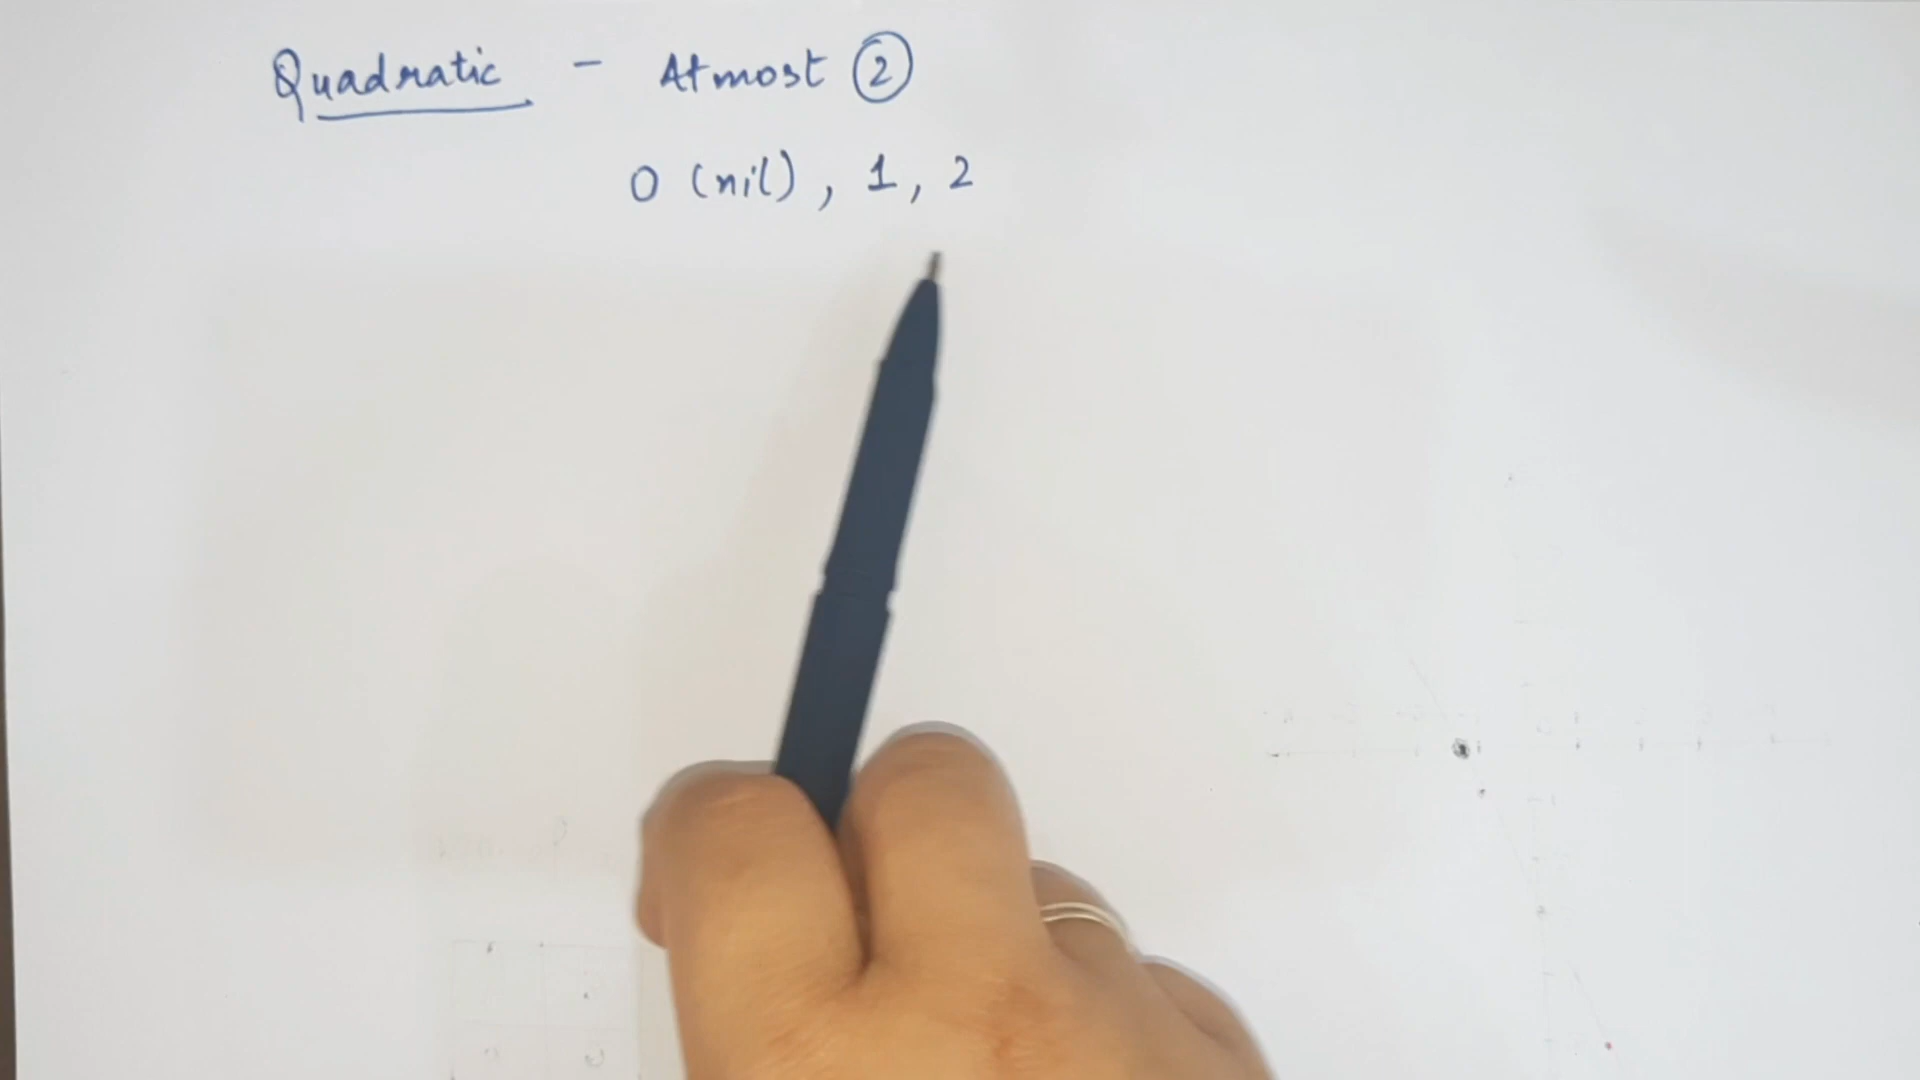 Quadratic - Atmost 2
0 (nil), 1, 2